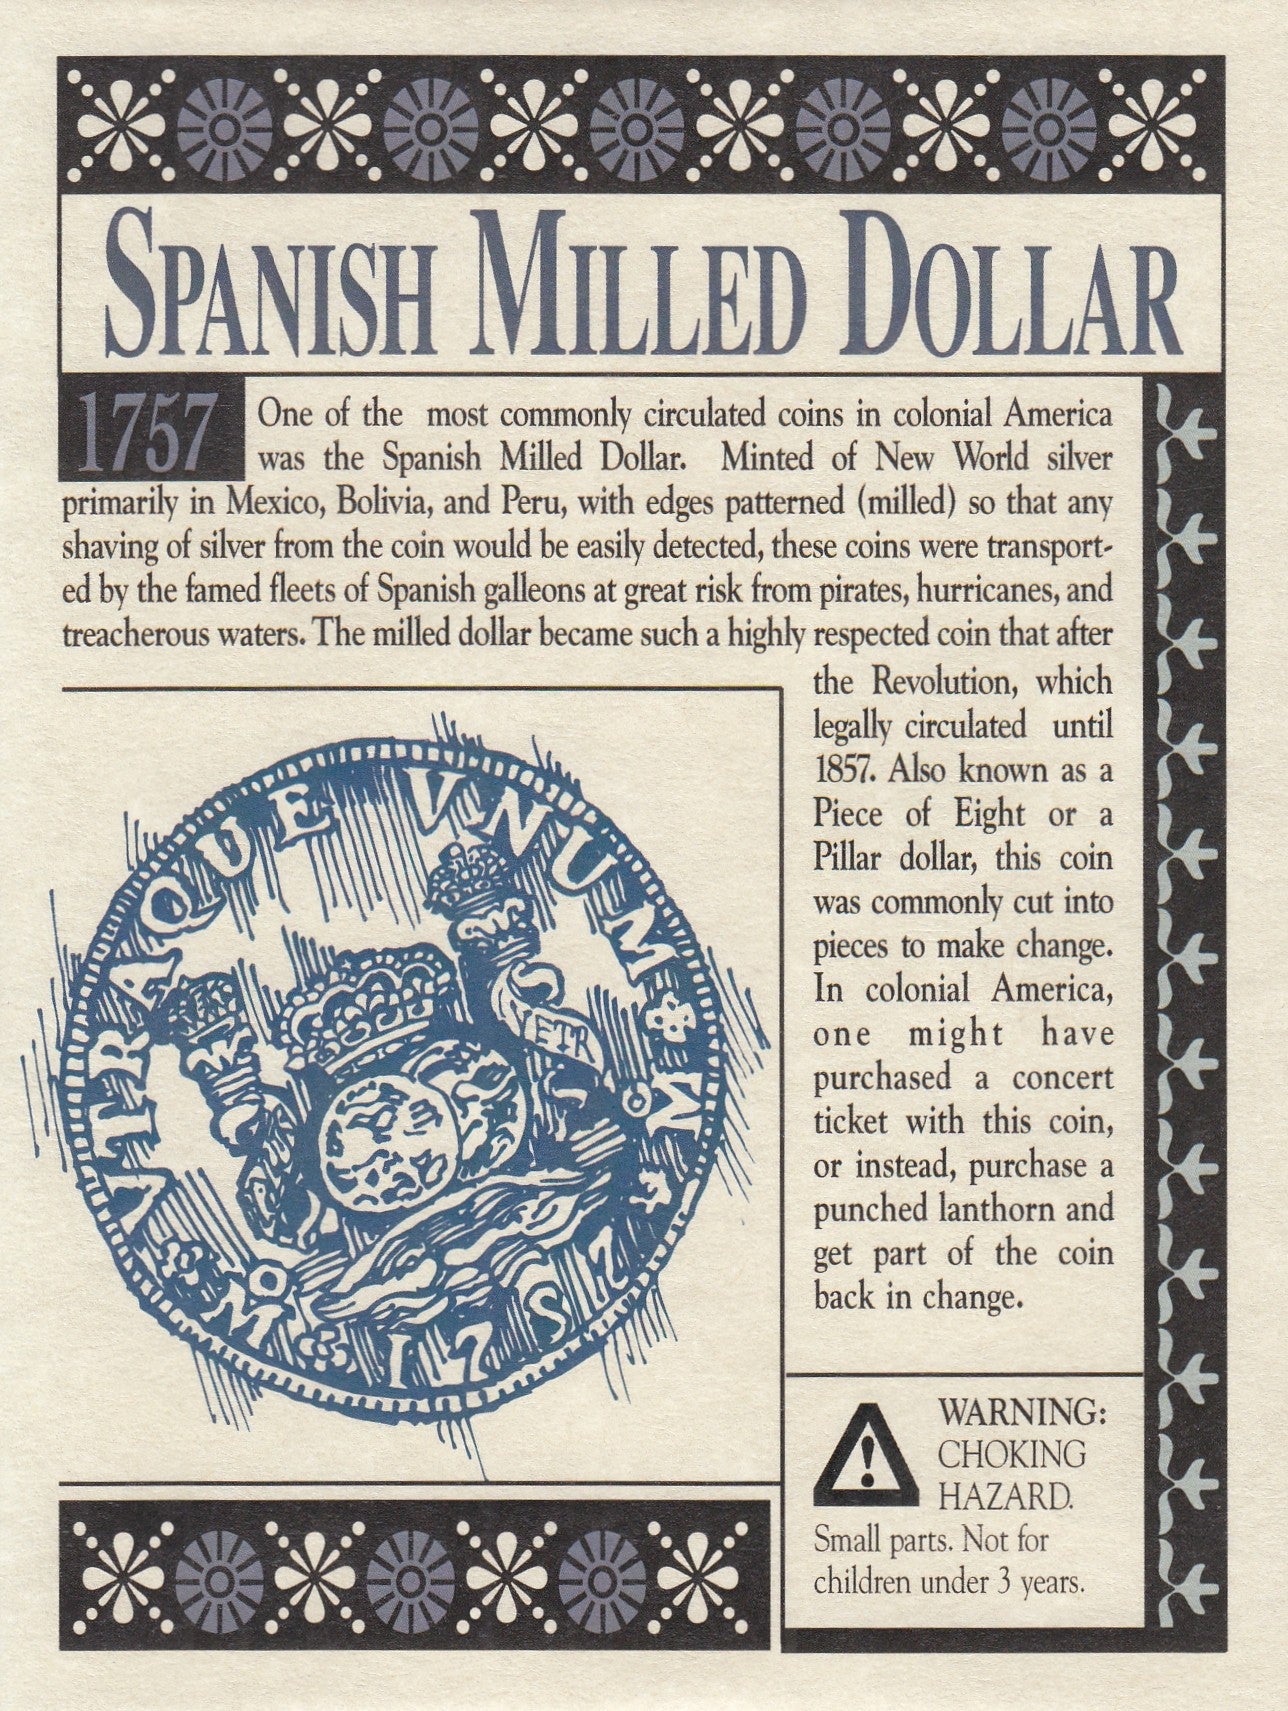 SPANISH MILLED DOLLAR
1757
One of the most commonly circulated coins in colonial America
was the Spanish Milled Dollar. Minted of New World silver
primarily in Mexico, Bolivia, and Peru, with edges patterned (milled) so that any
shaving of silver from the coin would be easily detected, these coins were transport-
ed by the famed fleets of Spanish galleons at great risk from pirates, hurricanes, and
treacherous waters. The milled dollar became such a highly respected coin that after
the Revolution, which
legally circulated until
1857. Also known as a
Piece of Eight or a
Pillar dollar, this coin
was commonly cut into
pieces to make change.
In colonial America,
one might have
purchased a concert
ticket with this coin,
or instead, purchase a
punched lanthorn and
get part of the coin
back in change.
VTRAQUE VNUM M
M 1757
WARNING:
CHOKING
HAZARD.
Small parts. Not for
children under 3 years.